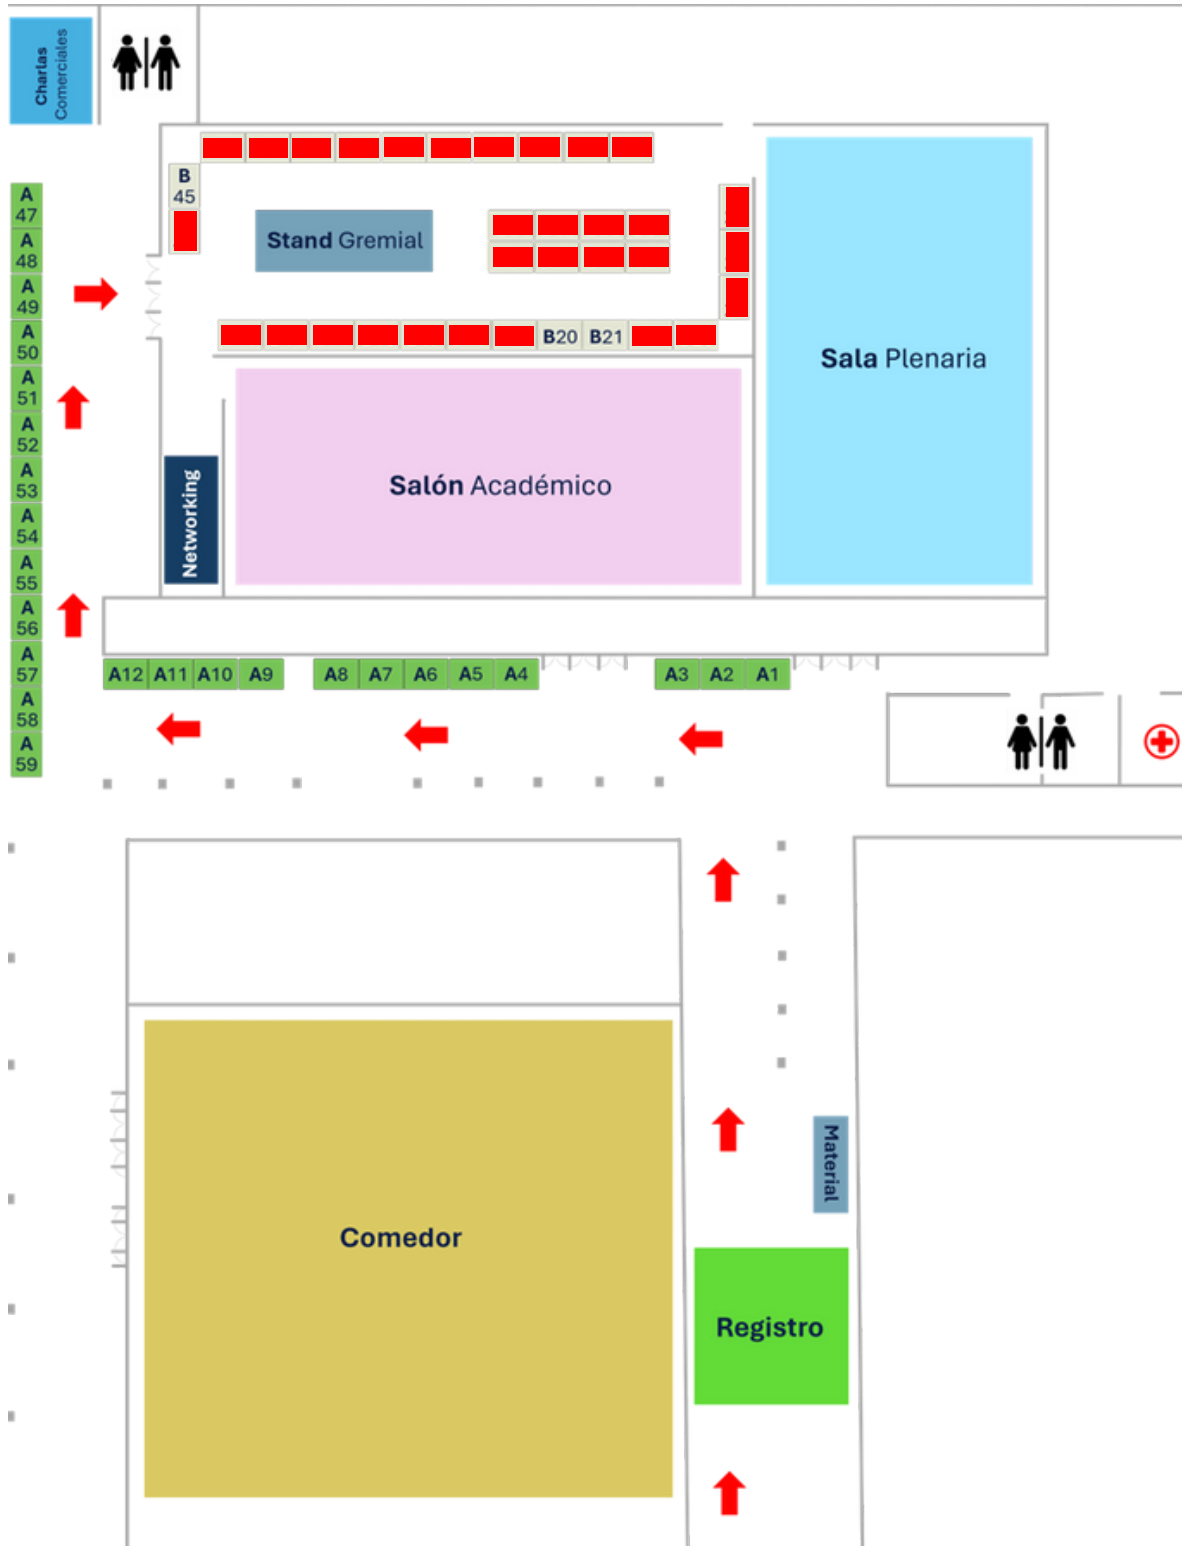 Charlas
Comerciales
B
45
A
47
A
48
A
49
A
50
A
51
A
52
A
53
A
54
A
55
A
56
A
57
A
58
A
59
Stand Gremial
B20
B21
Sala Plenaria
Salón Académico
Networking
A12
A11
A10
A9
A8
A7
A6
A5
A4
A3
A2
A1
Material
Comedor
Registro